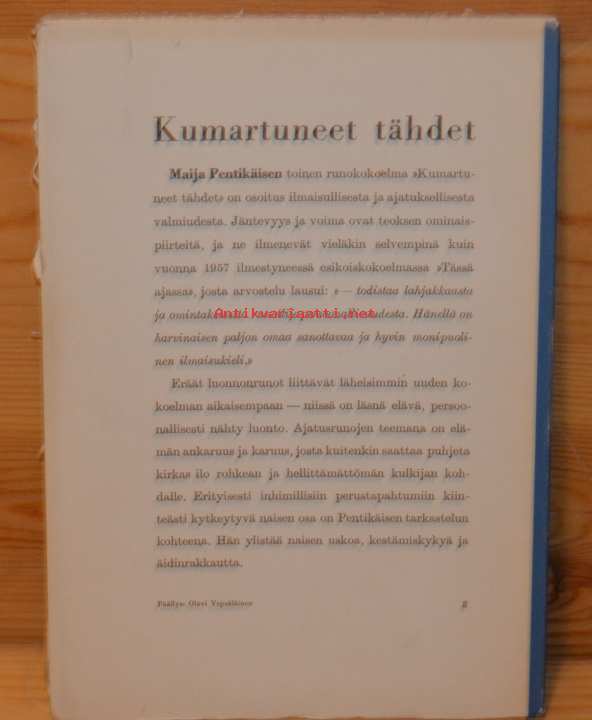 Kumartuneet tähdet
Maija Pentikäisen toinen runokokoelma »Kumartu-
neet tähdet» on osoitus ilmaisullisesta ja ajatuksellisesta
valmiudesta. Jäntevyys ja voima ovat teoksen ominais-
piirteitä, ja ne ilmenevät vieläkin selvempinä kuin
vuonna 1957 ilmestyneessä esikoiskokoelmassa »Tässä
ajassa», josta arvostelu lausui: »— todistaa lahjakkuutta
ja
Antikvariaatti.net
Hänellä on
harvinaisen paljon omaa sanottavaa ja hyvin monipuoli-
nen ilmaisukieli.»
Eräät luonnonrunot liittävät läheisimmin uuden ko-
koelman aikaisempaan — niissä on läsnä elävä, persoo-
nallisesti nähty luonto. Ajatusrunojen teemana on elä-
män ankaruus ja karuus, josta kuitenkin saattaa puhjeta
kirkas ilo rohkean ja hellittämättömän kulkijan koh-
dalle. Erityisesti inhimillisiin perustapahtumiin kiin-
teästi kytkeytyvä naisen osa on Pentikäisen tarkastelun
kohteena. Hän ylistää naisen uskoa, kestämiskykyä ja
äidinrakkautta.
Päällys: Olavi Vepsäläinen